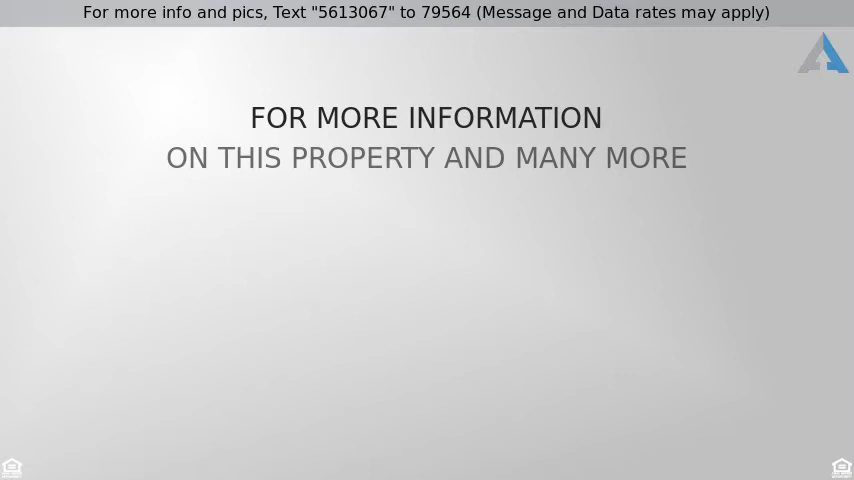 For more info and pics, Text "5613067" to 79564 (Message and Data rates may apply)
FOR MORE INFORMATION
ON THIS PROPERTY AND MANY MORE